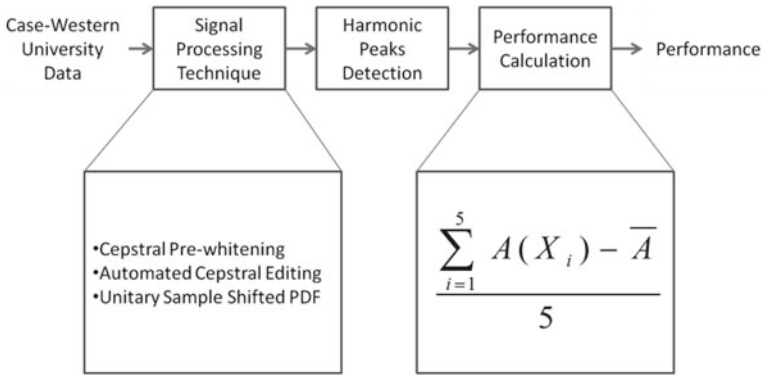 Case-Western
University
Data
Signal
Processing
Technique
Harmonic
Peaks
Detection
Performance
Calculation
Performance
•Cepstral Pre-whitening
•Automated Cepstral Editing
•Unitary Sample Shifted PDF
5
∑ A(X_i) − A̅
i=1
5